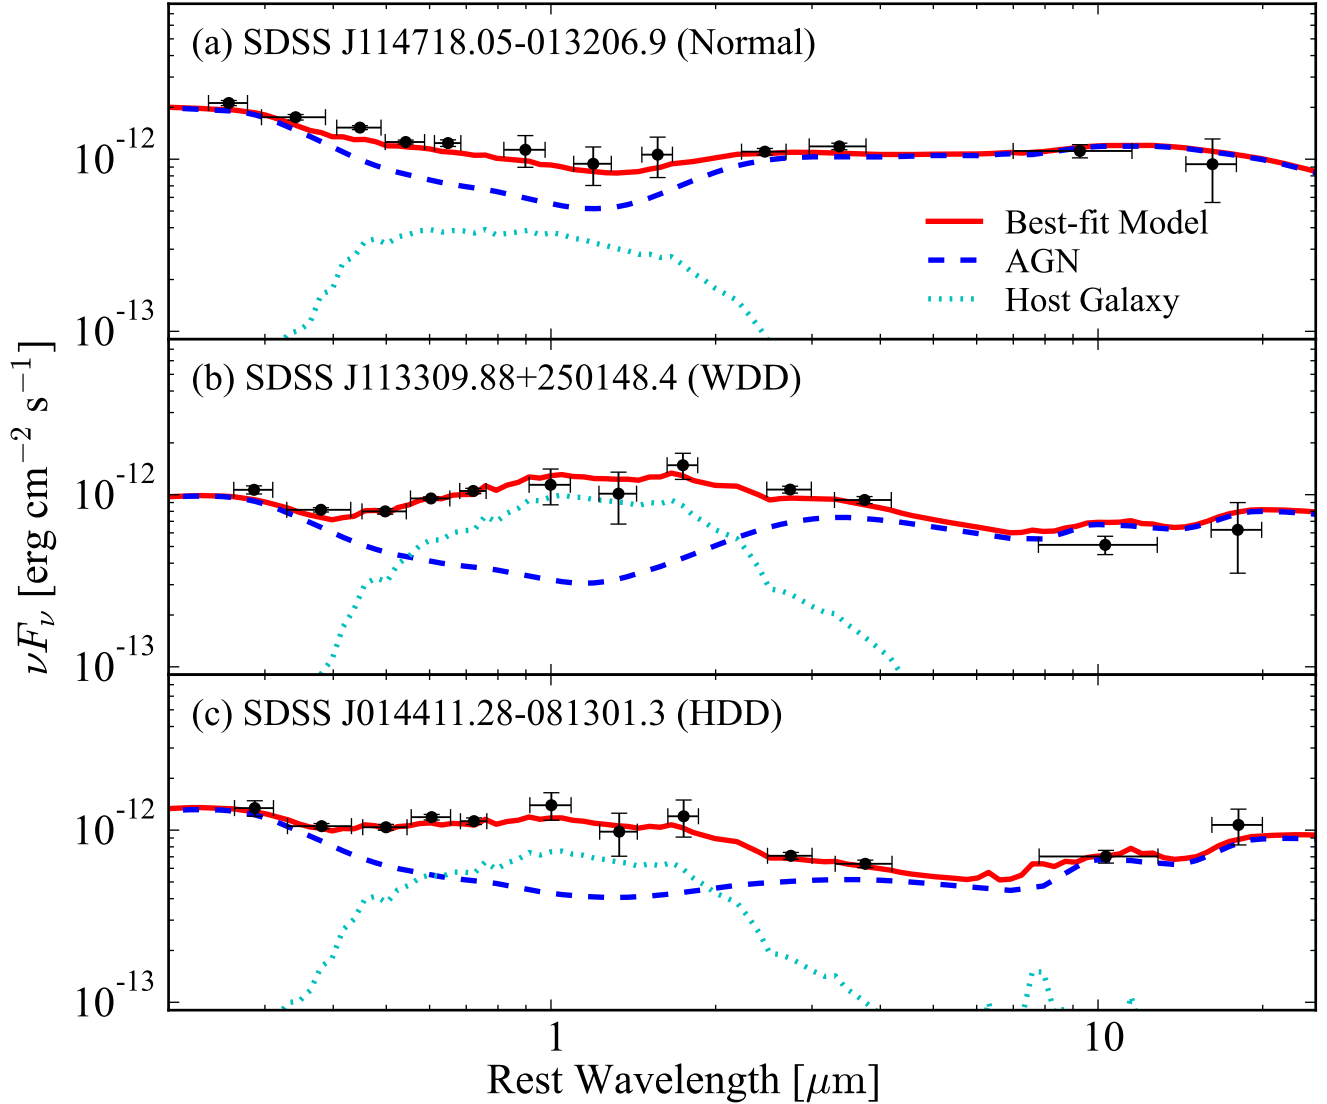 (a) SDSS J114718.05-013206.9 (Normal)
10⁻¹²
10⁻¹³
Best-fit Model
AGN
Host Galaxy
(b) SDSS J113309.88+250148.4 (WDD)
10⁻¹²
10⁻¹³
(c) SDSS J014411.28-081301.3 (HDD)
10⁻¹²
10⁻¹³
νFν [erg cm⁻² s⁻¹]
1
10
Rest Wavelength [μm]